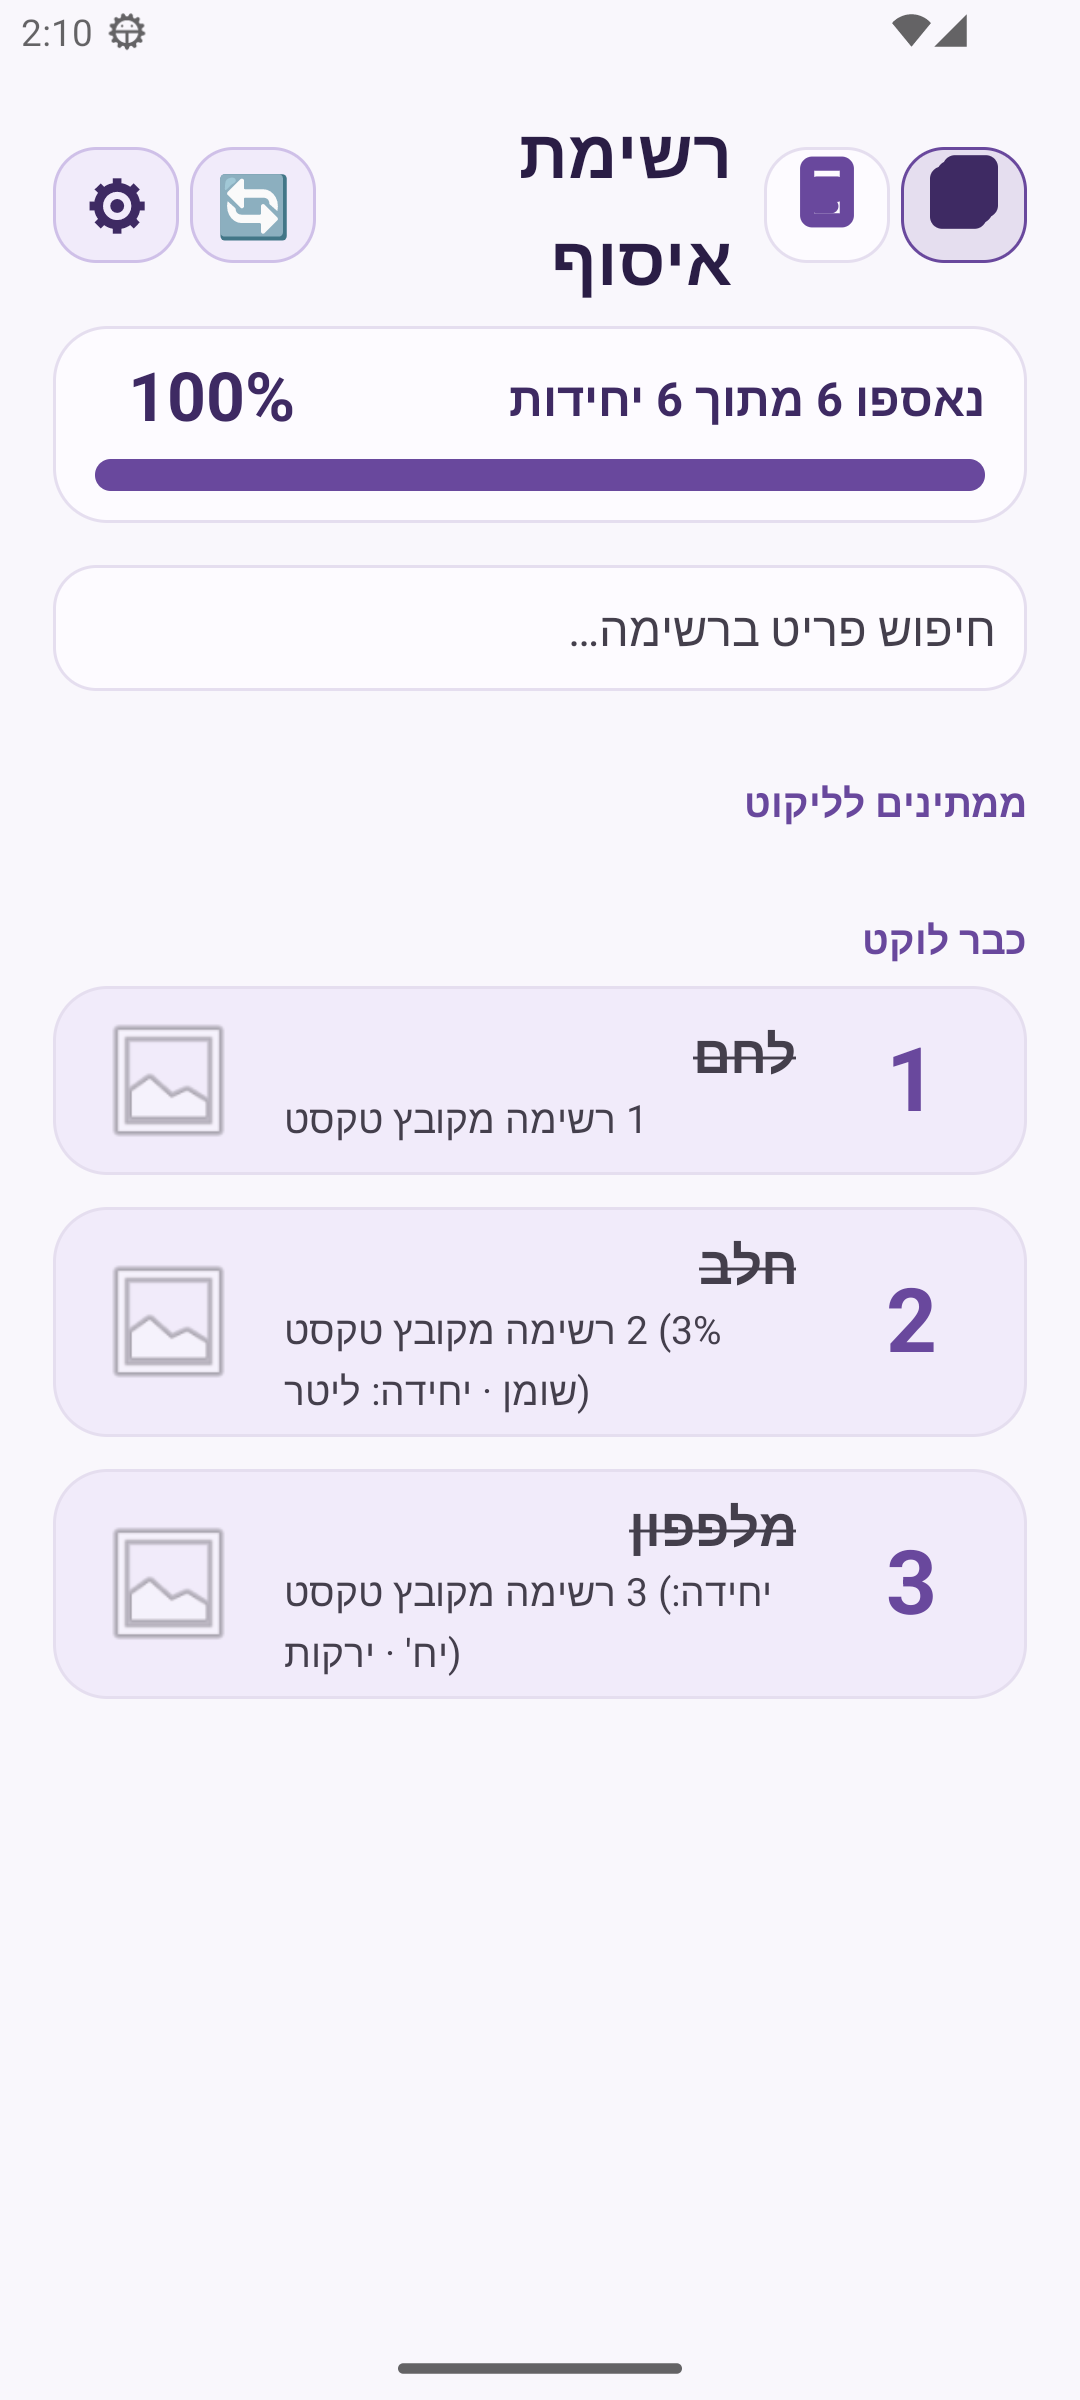 2:10
רשימת
איסוף
נאספו 6 מתוך 6 יחידות
100%
חיפוש פריט ברשימה...
ממתינים לליקוט
כבר לוקט
1
לחם
1 רשימה מקובץ טקסט
2
חלב
רשימה מקובץ טקסט 2 (3%
שומן · יחידה: ליטר)
3
מלפפון
רשימה מקובץ טקסט 3 (יחידה:
יח' · ירקות)